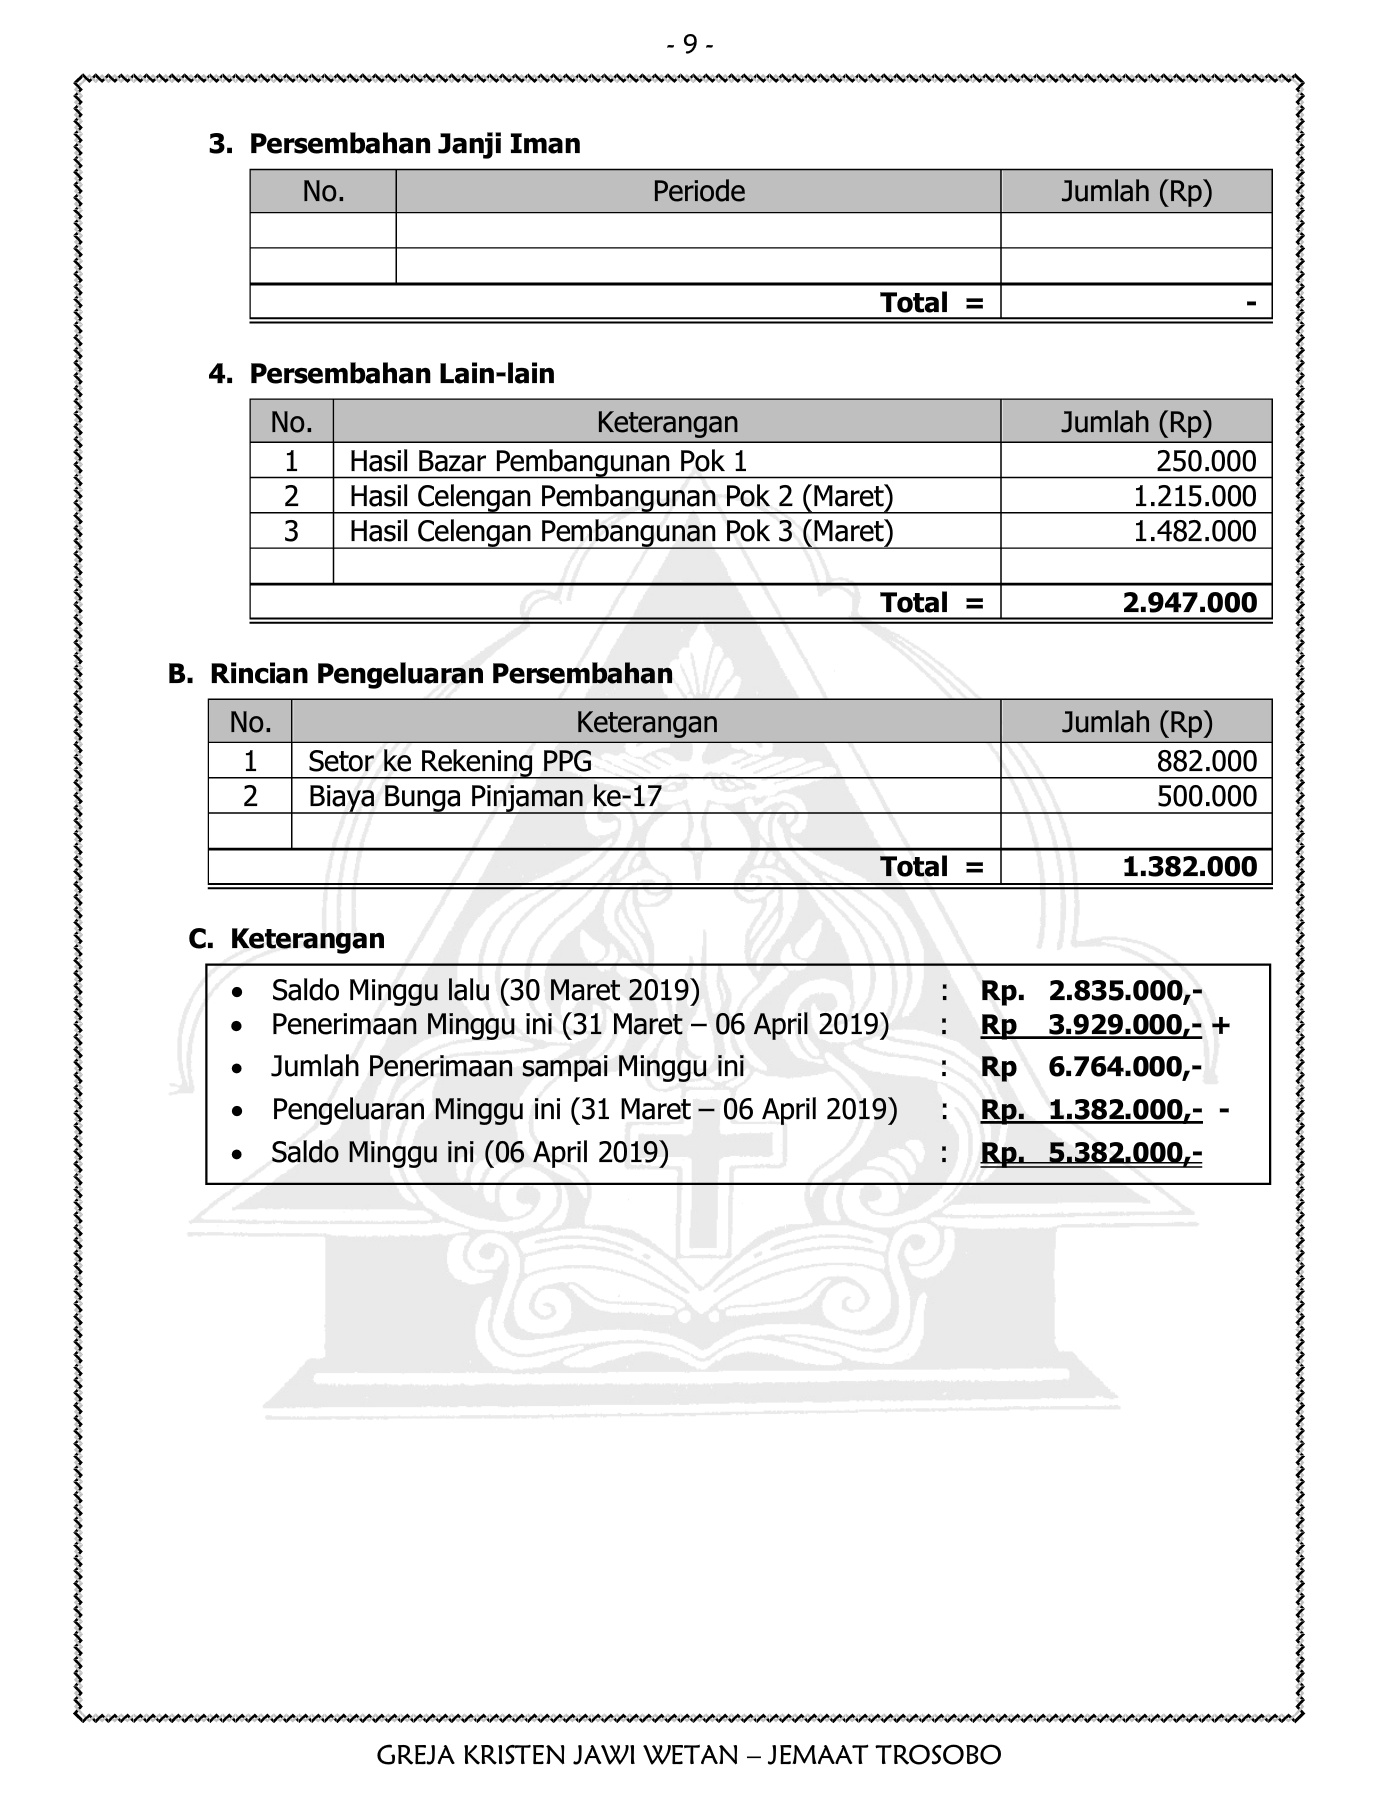 - 9 -
3. Persembahan Janji Iman
No. Periode Jumlah (Rp)
Total = -
4. Persembahan Lain-lain
No. Keterangan Jumlah (Rp)
1 Hasil Bazar Pembangunan Pok 1 250.000
2 Hasil Celengan Pembangunan Pok 2 (Maret) 1.215.000
3 Hasil Celengan Pembangunan Pok 3 (Maret) 1.482.000
Total = 2.947.000
B. Rincian Pengeluaran Persembahan
No. Keterangan Jumlah (Rp)
1 Setor ke Rekening PPG 882.000
2 Biaya Bunga Pinjaman ke-17 500.000
Total = 1.382.000
C. Keterangan
• Saldo Minggu lalu (30 Maret 2019) : Rp. 2.835.000,-
• Penerimaan Minggu ini (31 Maret – 06 April 2019) : Rp 3.929.000,- +
• Jumlah Penerimaan sampai Minggu ini : Rp 6.764.000,-
• Pengeluaran Minggu ini (31 Maret – 06 April 2019) : Rp. 1.382.000,- -
• Saldo Minggu ini (06 April 2019) : Rp. 5.382.000,-
GREJA KRISTEN JAWI WETAN – JEMAAT TROSOBO